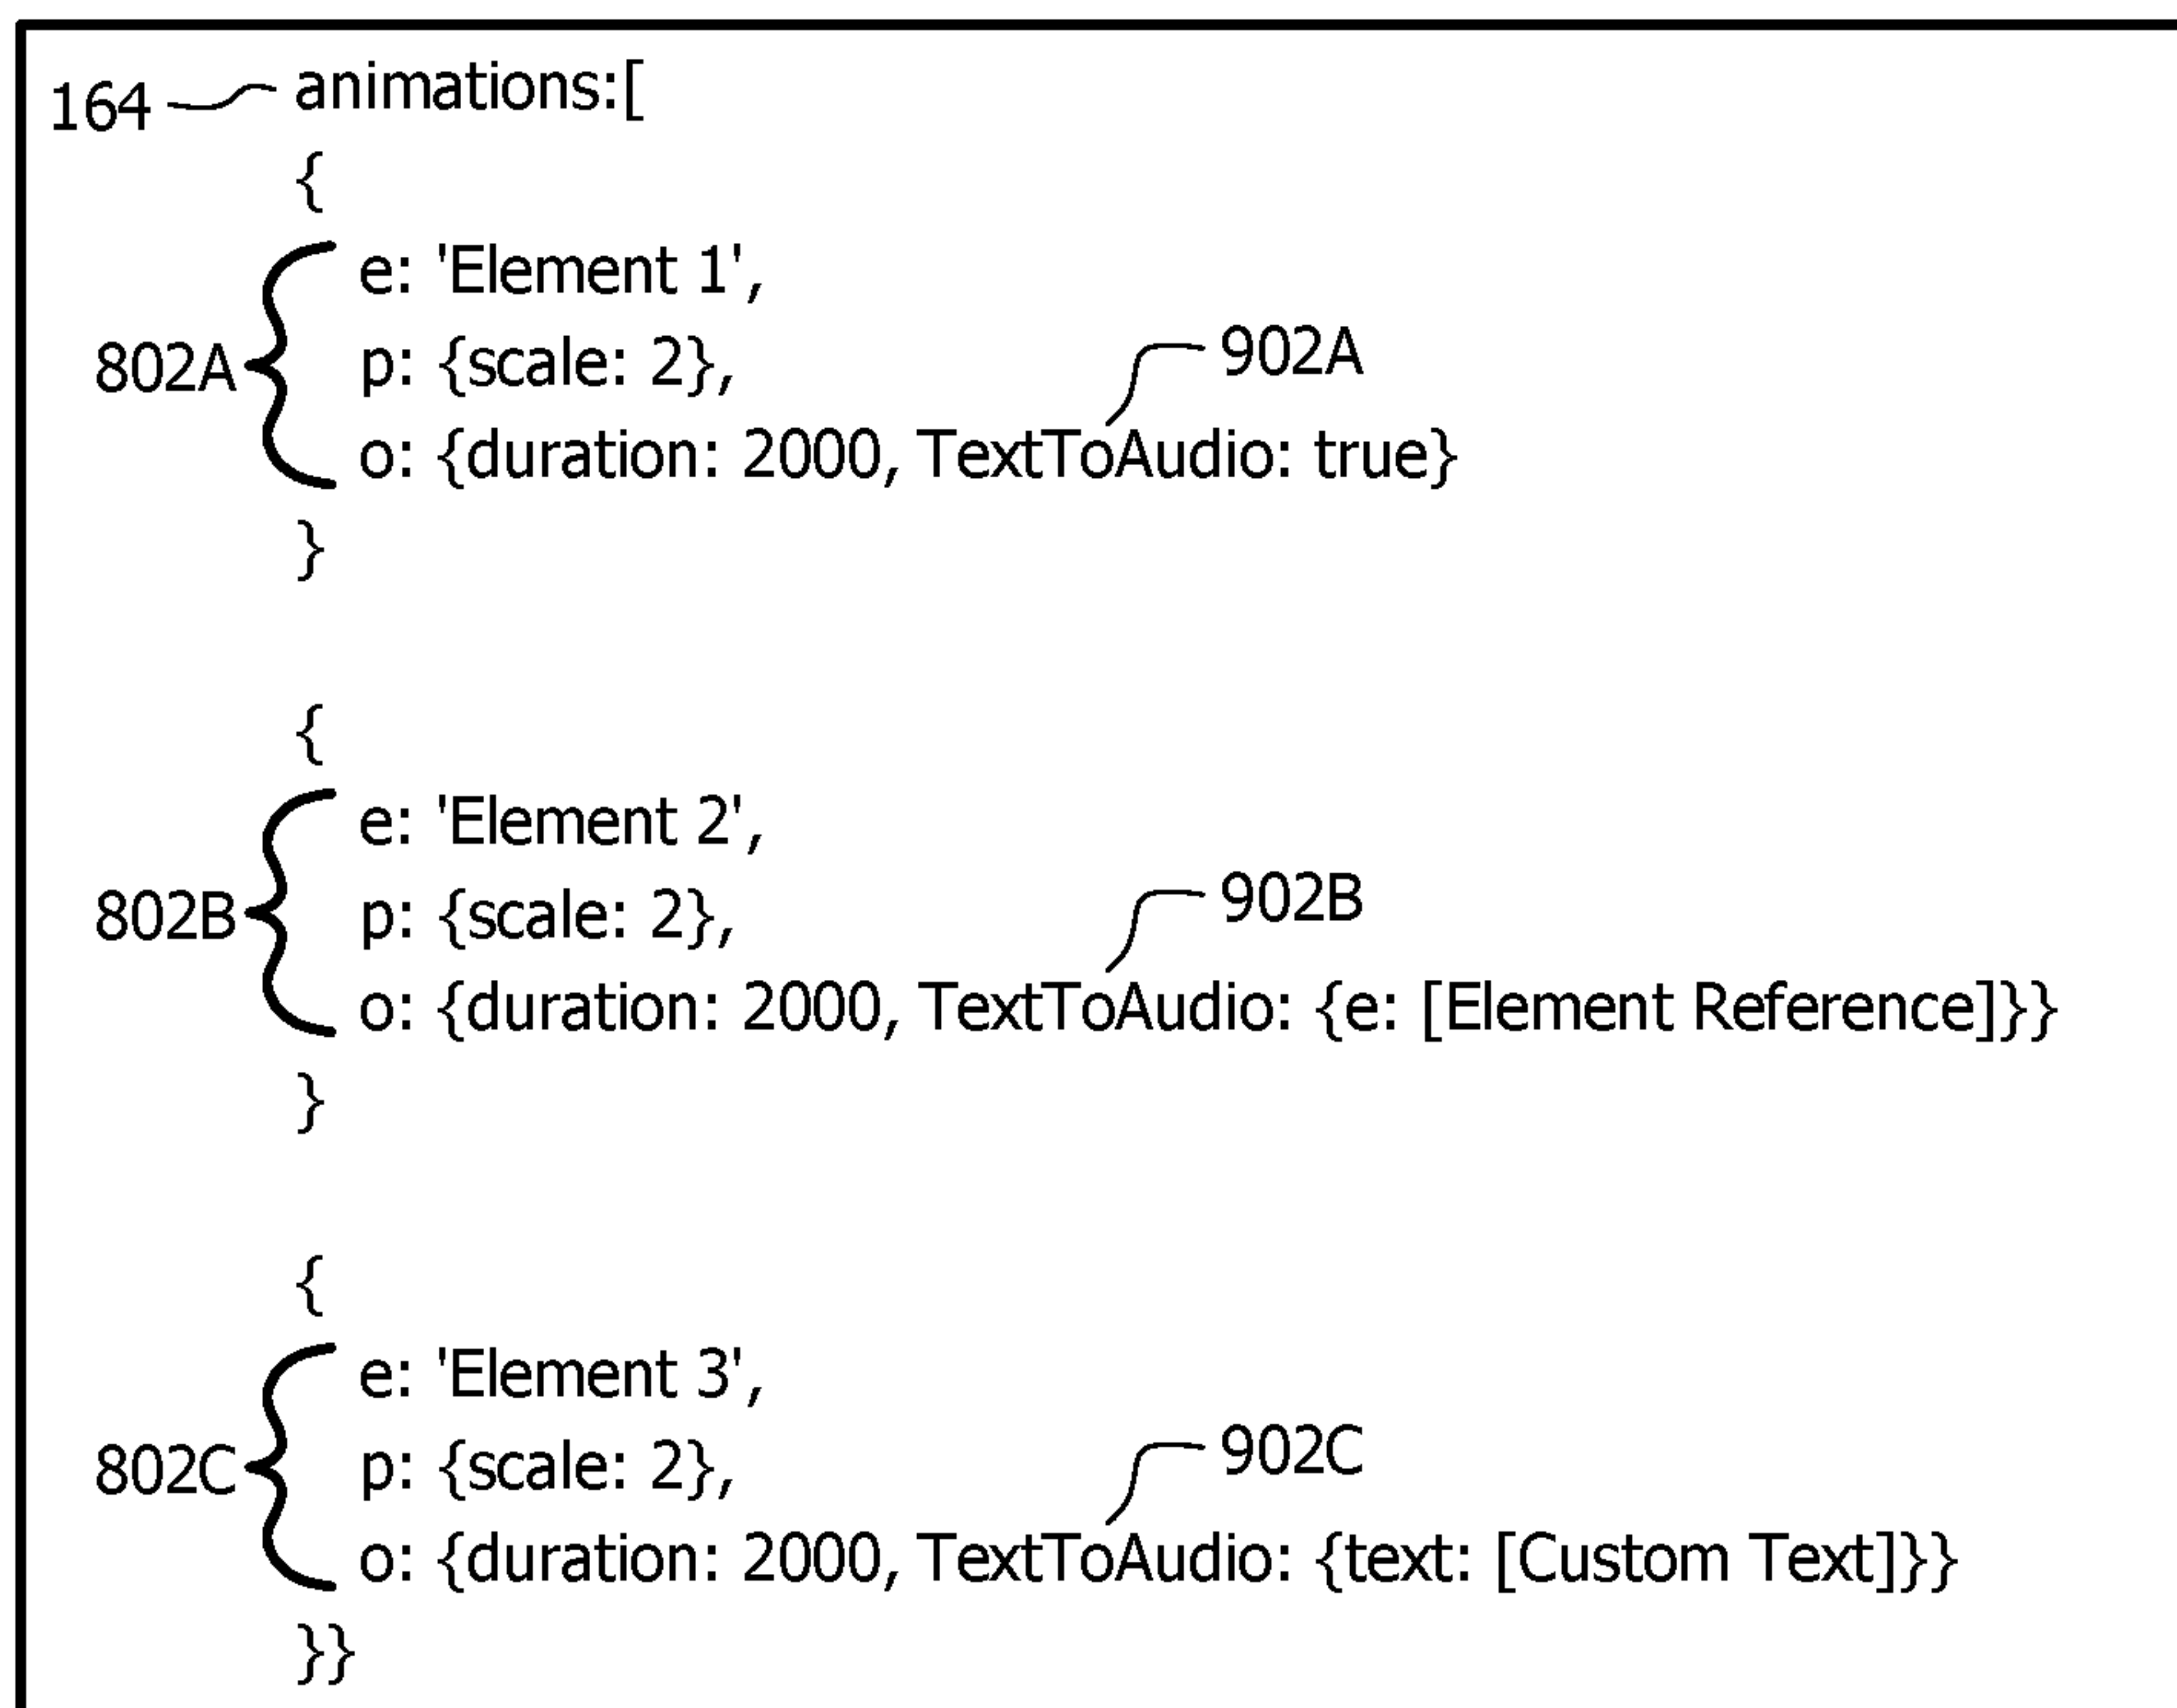 164 animations:[
{
e: 'Element 1',
802A p: {scale: 2}, 902A
o: {duration: 2000, TextToAudio: true}
}
{
e: 'Element 2',
802B p: {scale: 2}, 902B
o: {duration: 2000, TextToAudio: {e: [Element Reference]}}
}
{
e: 'Element 3',
802C p: {scale: 2}, 902C
o: {duration: 2000, TextToAudio: {text: [Custom Text]}}
}}